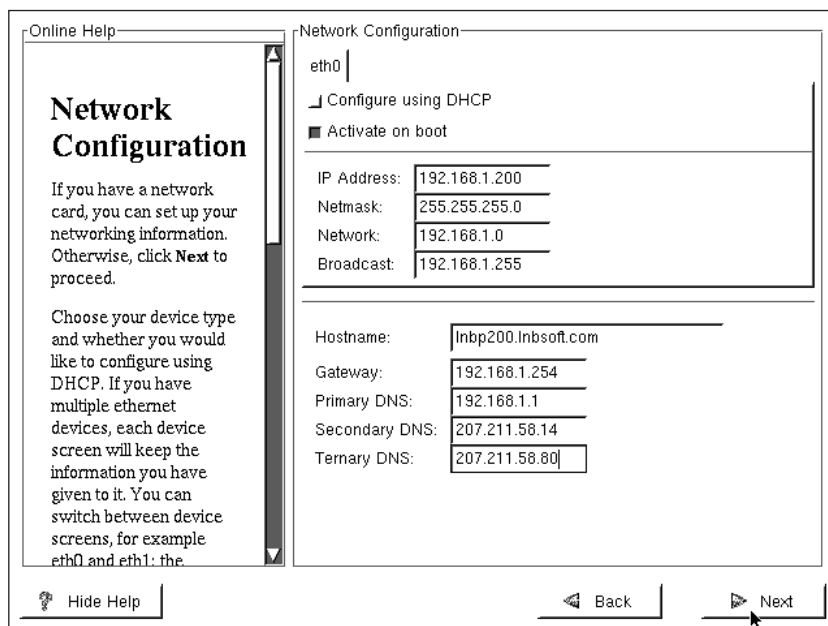 Online Help
Network
Configuration
If you have a network
card, you can set up your
networking information.
Otherwise, click Next to
proceed.
Choose your device type
and whether you would
like to configure using
DHCP. If you have
multiple ethernet
devices, each device
screen will keep the
information you have
given to it. You can
switch between device
screens, for example
eth0 and eth1; the
Network Configuration
eth0
Configure using DHCP
Activate on boot
IP Address: 192.168.1.200
Netmask: 255.255.255.0
Network: 192.168.1.0
Broadcast: 192.168.1.255
Hostname: lnbp200.lnbsoft.com
Gateway: 192.168.1.254
Primary DNS: 192.168.1.1
Secondary DNS: 207.211.58.14
Ternary DNS: 207.211.58.80
Hide Help
Back
Next